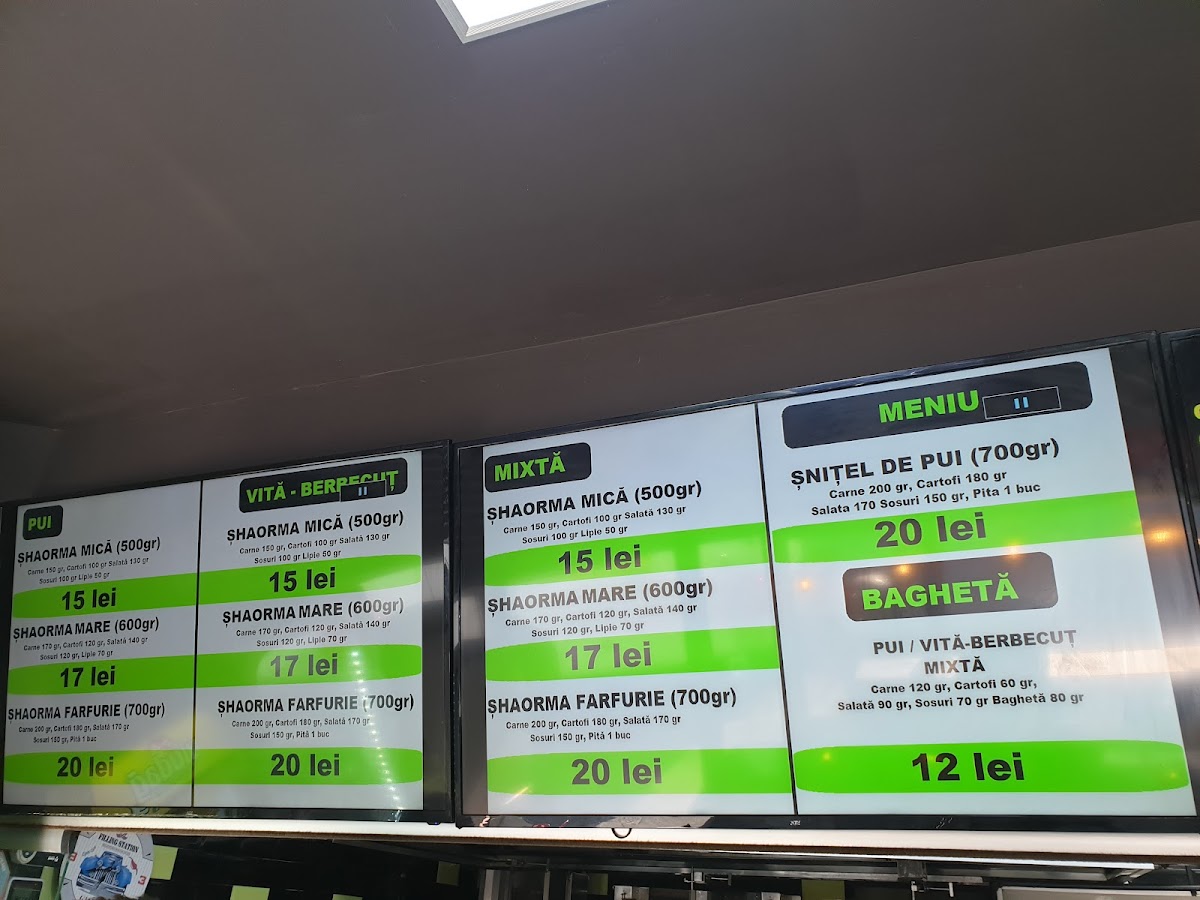 PUI
ȘHAORMA MICĂ (500gr)
Carne 150 gr, Cartofi 100 gr Salată 130 gr
Sosuri 100 gr Lipie 50 gr
15 lei
ȘHAORMA MARE (600gr)
Carne 170 gr, Cartofi 120 gr, Salată 140 gr
Sosuri 120 gr, Lipie 70 gr
17 lei
ȘHAORMA FARFURIE (700gr)
Carne 200 gr, Cartofi 180 gr, Salată 170 gr
Sosuri 150 gr, Pită 1 buc
20 lei
VITĂ - BERBECUȚ
ȘHAORMA MICĂ (500gr)
Carne 150 gr, Cartofi 100 gr Salată 130 gr
Sosuri 100 gr Lipie 50 gr
15 lei
ȘHAORMA MARE (600gr)
Carne 170 gr, Cartofi 120 gr, Salată 140 gr
Sosuri 120 gr, Lipie 70 gr
17 lei
ȘHAORMA FARFURIE (700gr)
Carne 200 gr, Cartofi 180 gr, Salată 170 gr
Sosuri 150 gr, Pită 1 buc
20 lei
MIXTĂ
ȘHAORMA MICĂ (500gr)
Carne 150 gr, Cartofi 100 gr Salată 130 gr
Sosuri 100 gr Lipie 50 gr
15 lei
ȘHAORMA MARE (600gr)
Carne 170 gr, Cartofi 120 gr, Salată 140 gr
Sosuri 120 gr, Lipie 70 gr
17 lei
ȘHAORMA FARFURIE (700gr)
Carne 200 gr, Cartofi 180 gr, Salată 170 gr
Sosuri 150 gr, Pită 1 buc
20 lei
MENIU
ȘNIȚEL DE PUI (700gr)
Carne 200 gr, Cartofi 180 gr
Salata 170 Sosuri 150 gr, Pita 1 buc
20 lei
BAGHETĂ
PUI / VITĂ-BERBECUȚ
MIXTĂ
Carne 120 gr, Cartofi 60 gr,
Salată 90 gr, Sosuri 70 gr Baghetă 80 gr
12 lei
FILLING STATION